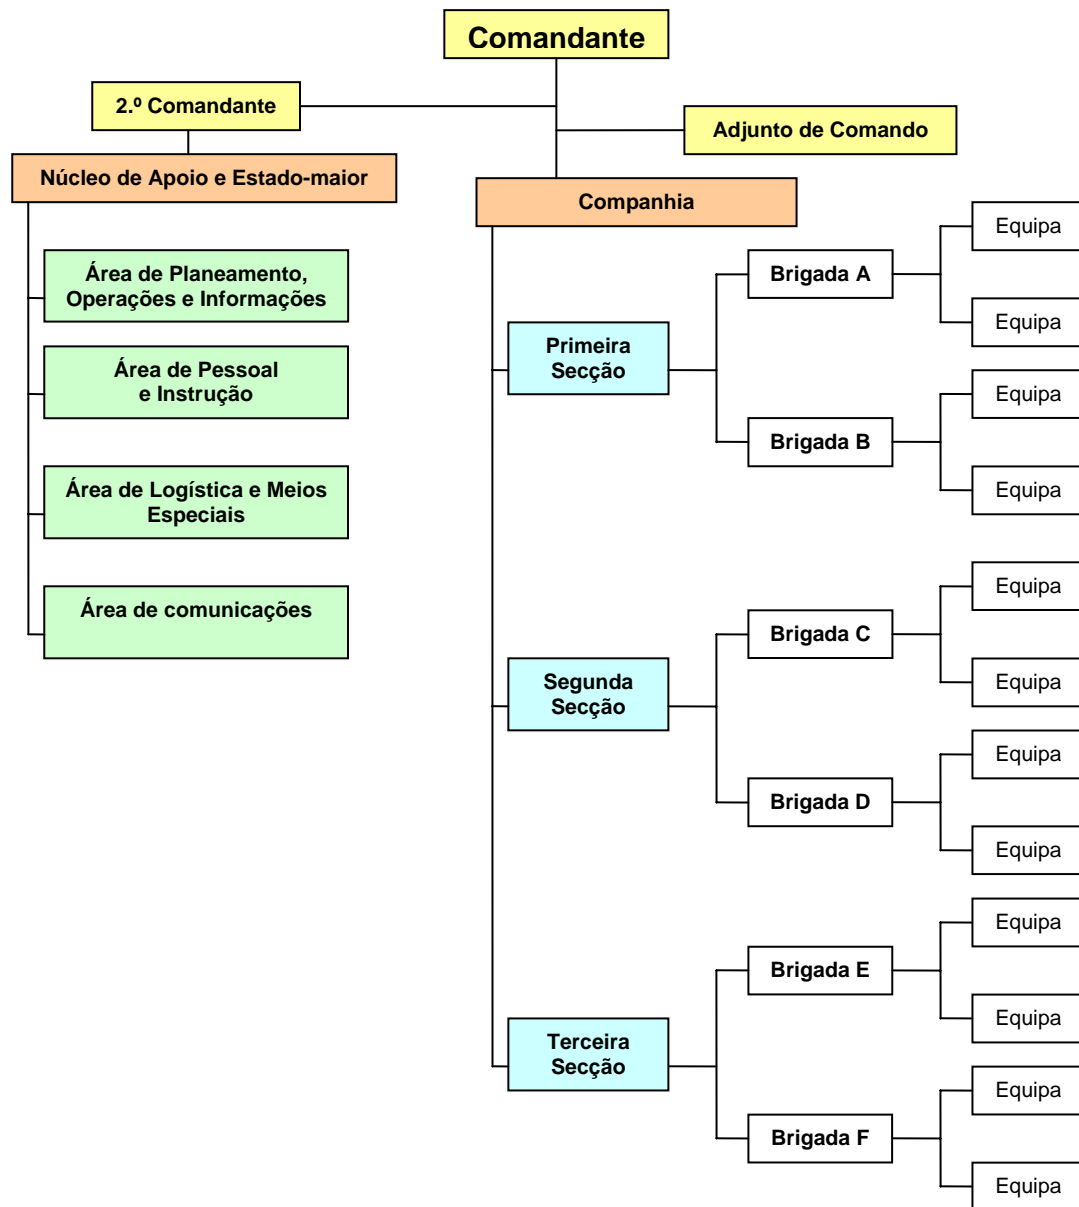 Comandante
2.º Comandante
Adjunto de Comando
Núcleo de Apoio e Estado-maior
Área de Planeamento,
Operações e Informações
Área de Pessoal
e Instrução
Área de Logística e Meios
Especiais
Área de comunicações
Companhia
Primeira
Secção
Brigada A
Equipa
Equipa
Brigada B
Equipa
Equipa
Segunda
Secção
Brigada C
Equipa
Equipa
Brigada D
Equipa
Equipa
Terceira
Secção
Brigada E
Equipa
Equipa
Brigada F
Equipa
Equipa